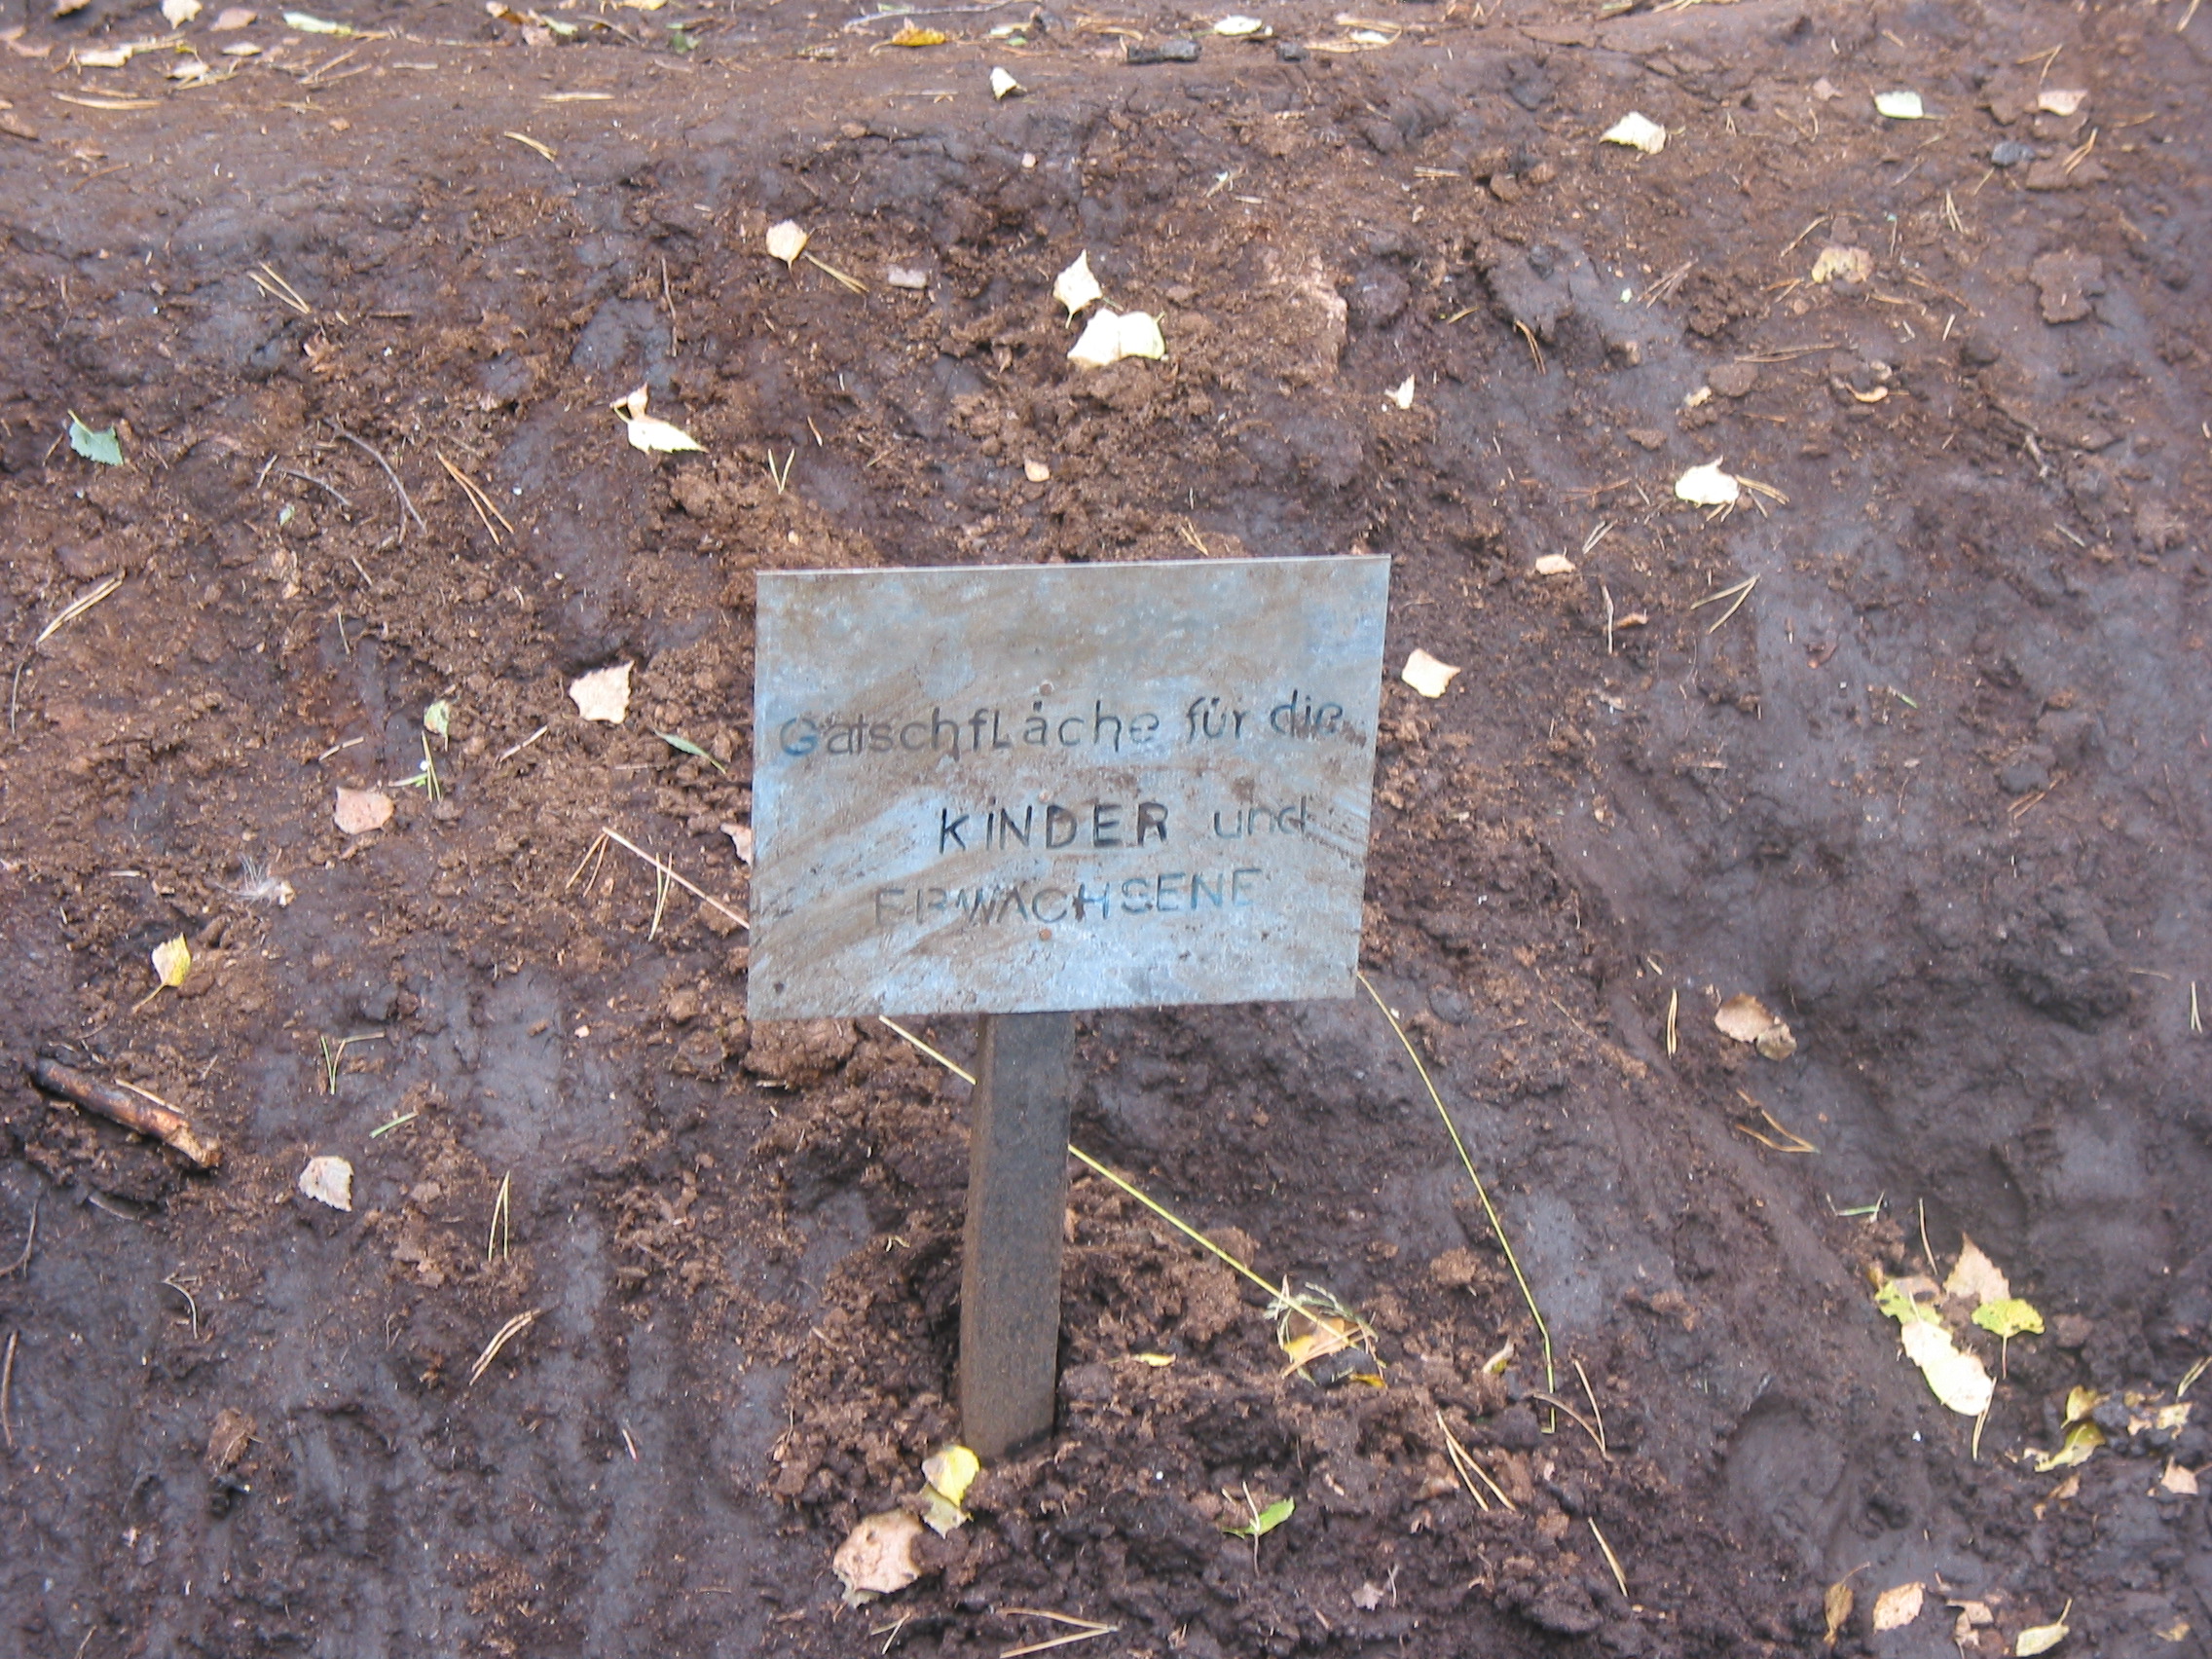 Gatschfläche für die
KiNDER und
ERWACHSENE